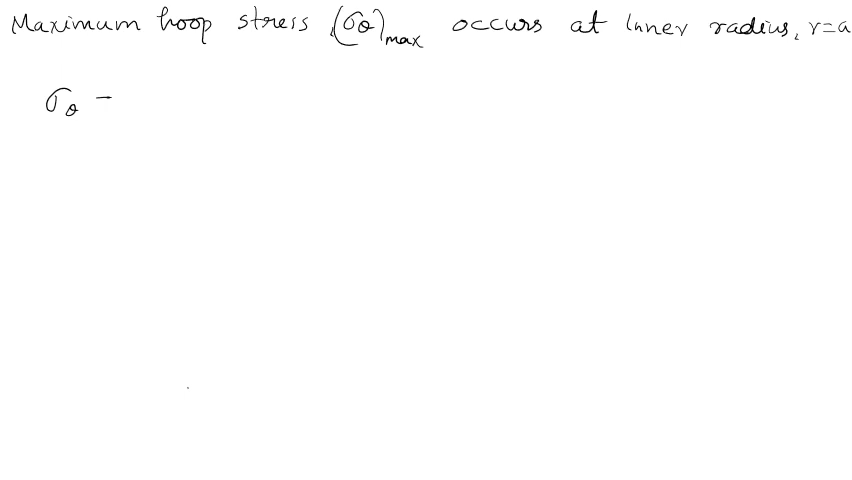 Maximum hoop stress, (σθ)max occurs at inner radius, r=a
σθ -